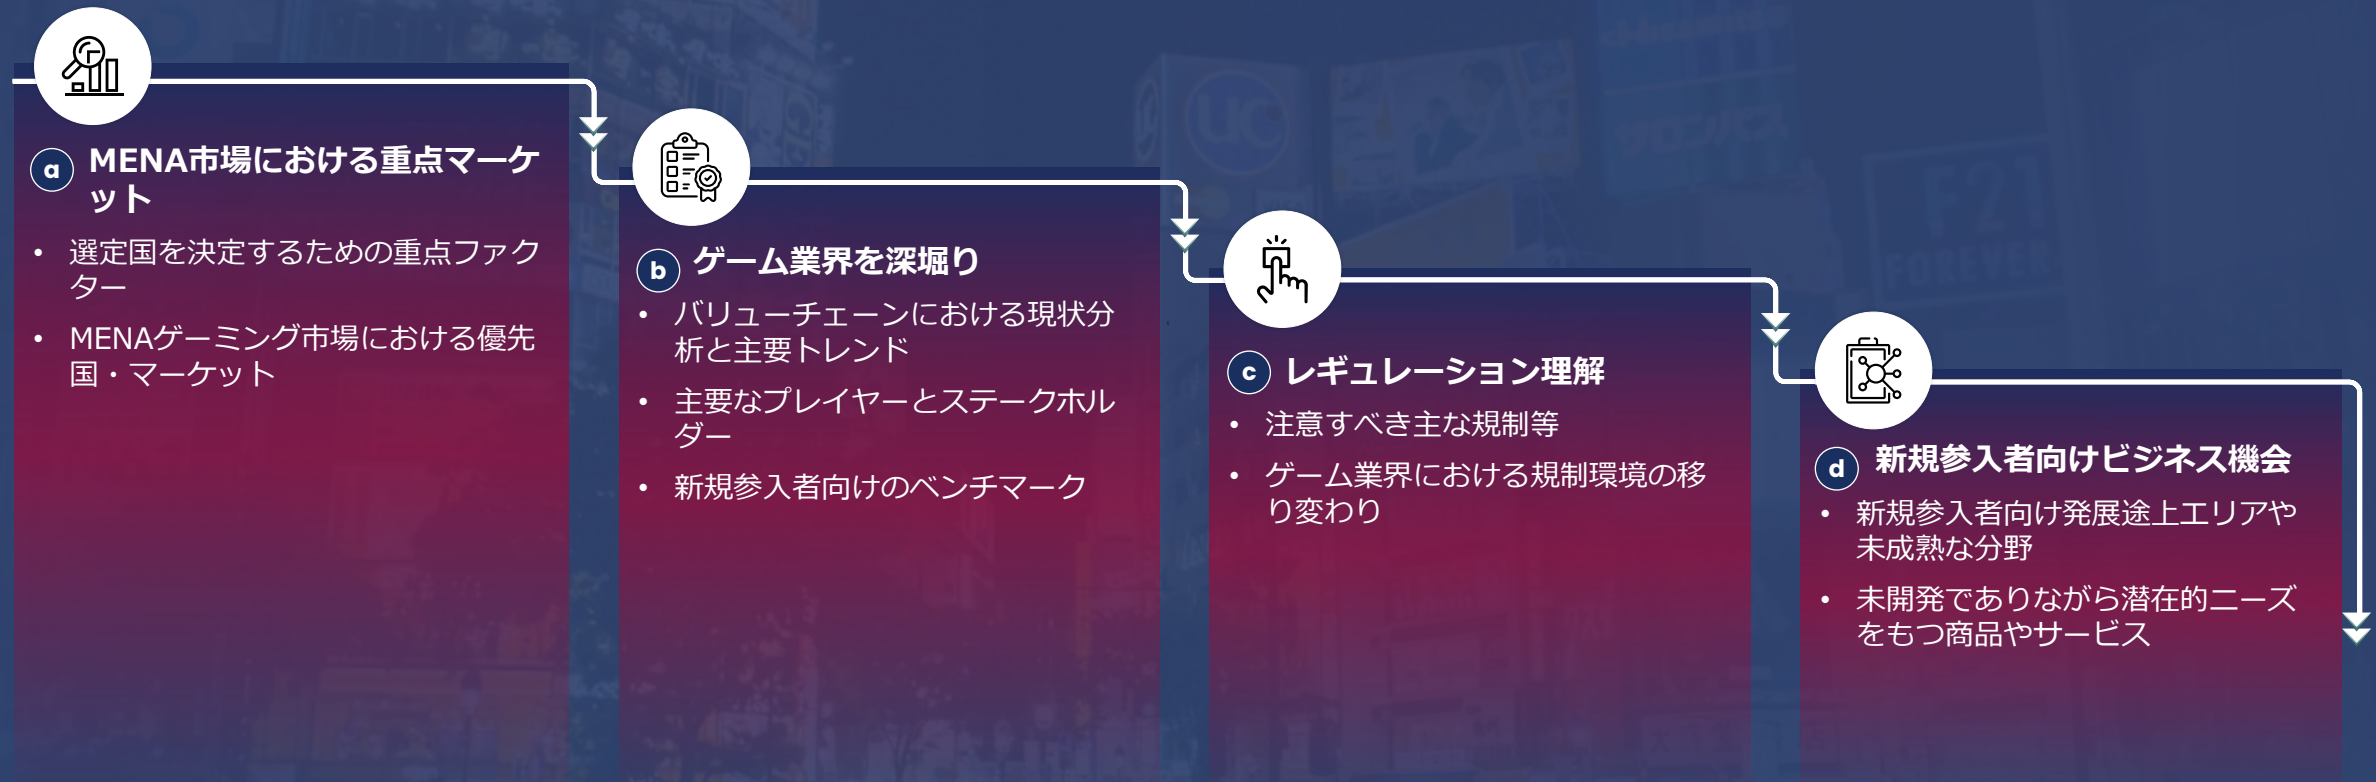 a
MENA市場における重点マーケ
ット
• 選定国を決定するための重点ファク
ター
• MENAゲーミング市場における優先
国・マーケット
b
ゲーム業界を深堀り
• バリューチェーンにおける現状分
析と主要トレンド
• 主要なプレイヤーとステークホル
ダー
• 新規参入者向けのベンチマーク
c
レギュレーション理解
• 注意すべき主な規制等
• ゲーム業界における規制環境の移
り変わり
d
新規参入者向けビジネス機会
• 新規参入者向け発展途上エリアや
未成熟な分野
• 未開発でありながら潜在的ニーズ
をもつ商品やサービス
UC
サロンパス
F21
FOREVER